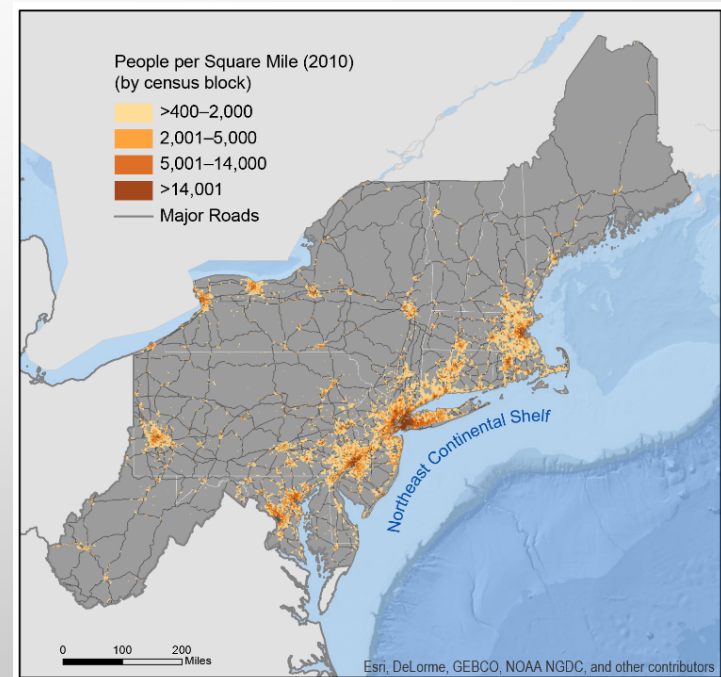 People per Square Mile (2010)
(by census block)
>400–2,000
2,001–5,000
5,001–14,000
>14,001
Major Roads
Northeast Continental Shelf
0 100 200
Miles
Esri, DeLorme, GEBCO, NOAA NGDC, and other contributors